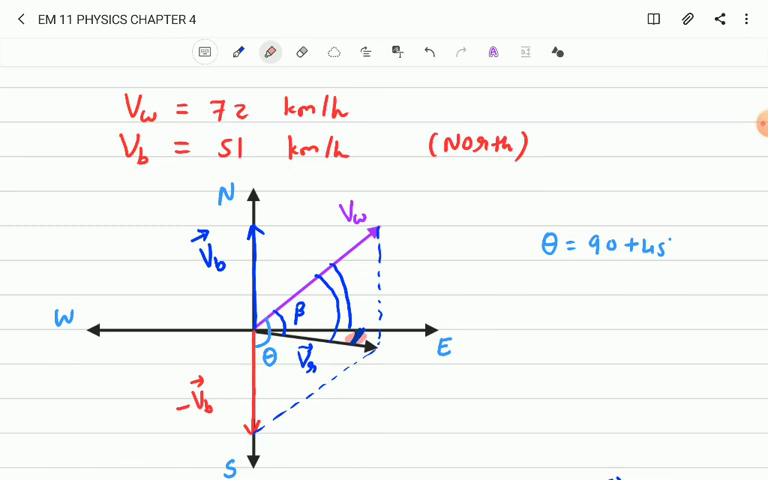 EM 11 PHYSICS CHAPTER 4
Vw = 72 km/h
Vb = 51 km/h (North)
N
Vw
Vb
θ = 90 + 45
W
β
E
θ
Vr
-Vb
S